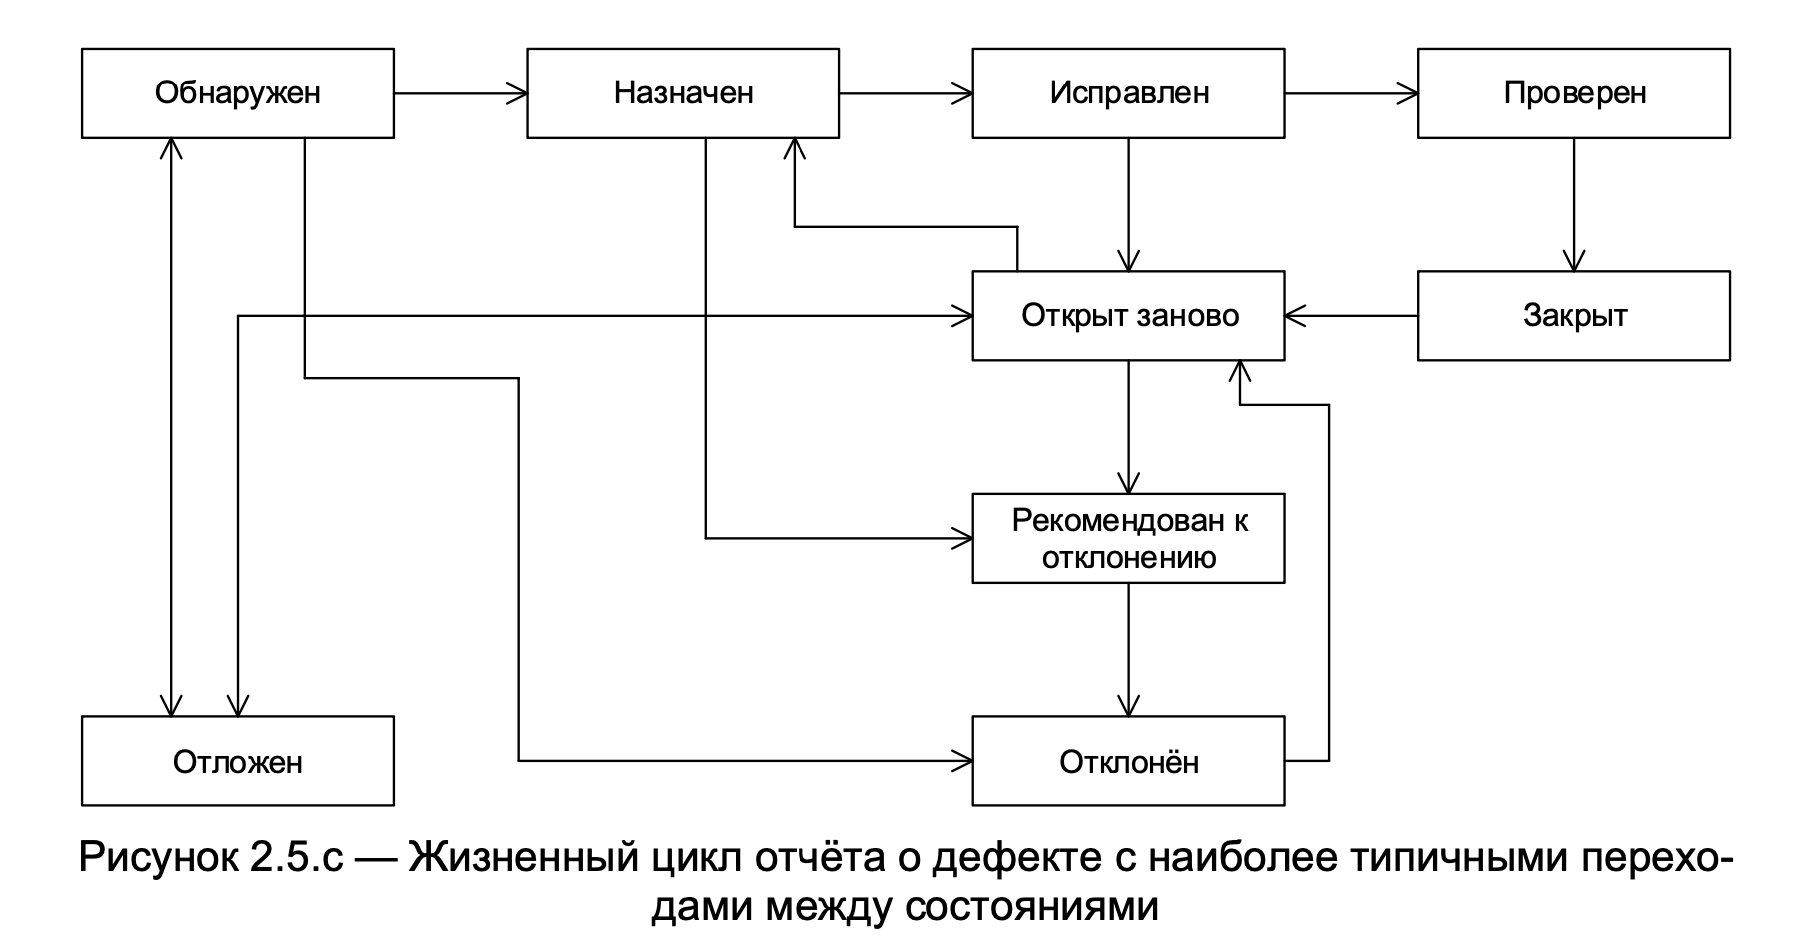 Обнаружен
Назначен
Исправлен
Проверен
Открыт заново
Закрыт
Рекомендован к
отклонению
Отложен
Отклонён
Рисунок 2.5.c — Жизненный цикл отчёта о дефекте с наиболее типичными перехо-
дами между состояниями